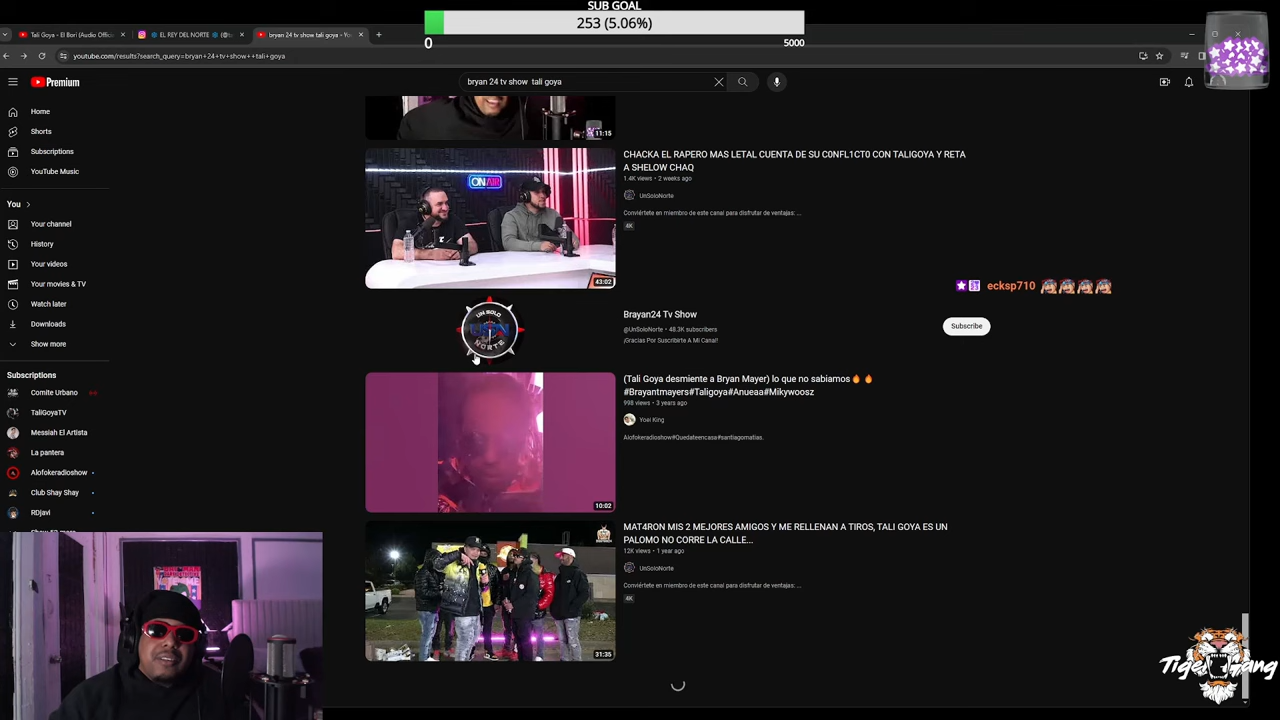 SUB GOAL
253 (5.06%)
0
5000
Tali Goya - El Bori (Audio Offici
EL REY DEL NORTE
bryan 24 tv show tali goya - Yo
youtube.com/results?search_query=bryan+24+tv+show++tali+goya
Premium
bryan 24 tv show tali goya
Home
Shorts
Subscriptions
YouTube Music
You
Your channel
History
Your videos
Your movies & TV
Watch later
Downloads
Show more
Subscriptions
Comite Urbano
TaliGoyaTV
Messiah El Artista
La pantera
Alofokeradioshow
Club Shay Shay
RDjavi
11:15
ON AIR
43:02
CHACKA EL RAPERO MAS LETAL CUENTA DE SU C0NFL1CT0 CON TALIGOYA Y RETA
A SHELOW CHAQ
1.4K views • 2 weeks ago
UnSoloNorte
Conviértete en miembro de este canal para disfrutar de ventajas: ...
4K
ecksp710
UN SOLO
USN
NORTE
Brayan24 Tv Show
@UnSoloNorte • 48.3K subscribers
¡Gracias Por Suscribirte A Mi Canal!
Subscribe
10:02
(Tali Goya desmiente a Bryan Mayer) lo que no sabiamos🔥🔥
#Brayantmayers#Taligoya#Anueaa#Mikywoosz
998 views • 3 years ago
Yoei King
Alofokeradioshow#Quedateencasa#santiagomatias.
31:35
MAT4RON MIS 2 MEJORES AMIGOS Y ME RELLENAN A TIROS, TALI GOYA ES UN
PALOMO NO CORRE LA CALLE...
12K views • 1 year ago
UnSoloNorte
Conviértete en miembro de este canal para disfrutar de ventajas: ...
4K
Tiger Gang